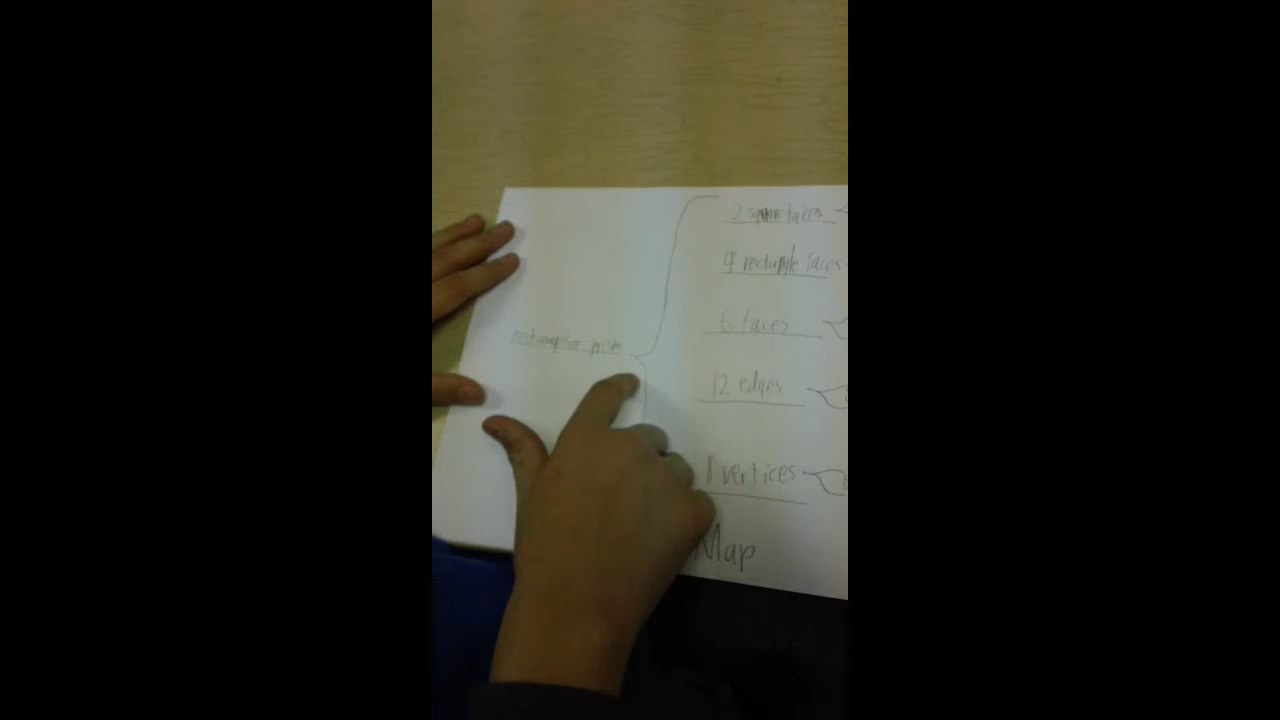 2 square faces
4 rectangle faces
rectangular prism
6 faces
12 edges
8 vertices
Map